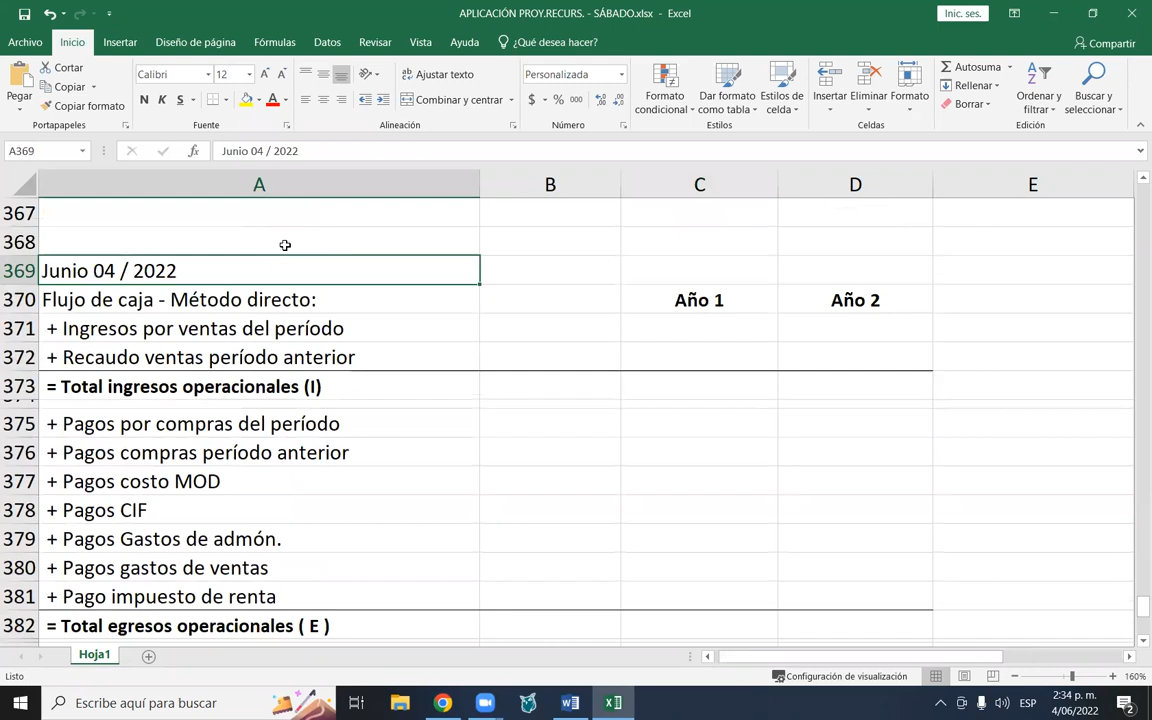 APLICACIÓN PROY.RECURS. - SÁBADO.xlsx - Excel
Inic. ses.
Archivo Inicio Insertar Diseño de página Fórmulas Datos Revisar Vista Ayuda ¿Qué desea hacer? Compartir
Pegar
Cortar
Copiar
Copiar formato
Portapapeles
Calibri 12
N K S
Fuente
Ajustar texto
Combinar y centrar
Alineación
Personalizada
$ % 000
Número
Formato condicional
Dar formato como tabla
Estilos de celda
Estilos
Insertar
Eliminar
Formato
Celdas
Autosuma
Rellenar
Borrar
Ordenar y filtrar
Buscar y seleccionar
Edición
A369 fx Junio 04 / 2022
A B C D E
367
368
369 Junio 04 / 2022
370 Flujo de caja - Método directo: Año 1 Año 2
371 + Ingresos por ventas del período
372 + Recaudo ventas período anterior
373 = Total ingresos operacionales (I)
375 + Pagos por compras del período
376 + Pagos compras período anterior
377 + Pagos costo MOD
378 + Pagos CIF
379 + Pagos Gastos de admón.
380 + Pagos gastos de ventas
381 + Pago impuesto de renta
382 = Total egresos operacionales ( E )
Hoja1
Listo
Configuración de visualización
160%
Escribe aquí para buscar
ESP
2:34 p. m.
4/06/2022
2